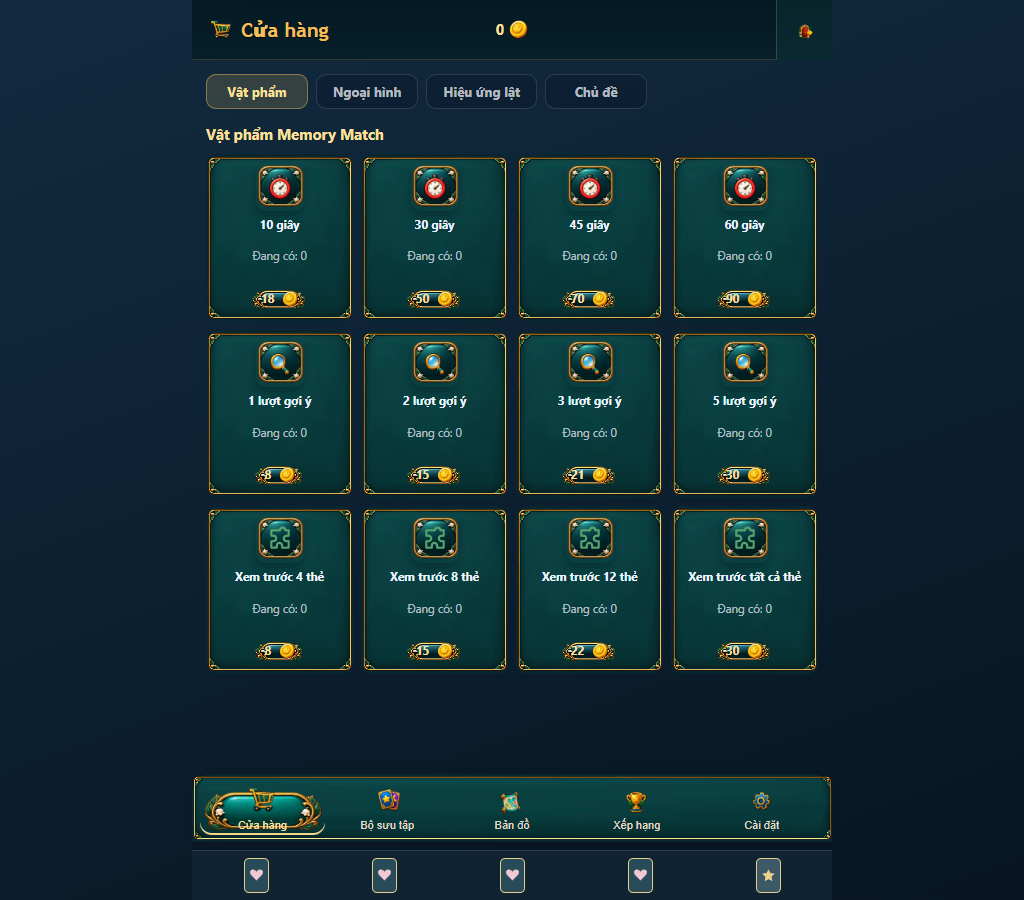 Cửa hàng
0
Vật phẩm Ngoại hình Hiệu ứng lật Chủ đề
Vật phẩm Memory Match
10 giây 30 giây 45 giây 60 giây
Đang có: 0 Đang có: 0 Đang có: 0 Đang có: 0
-18 -50 -70 -90
1 lượt gợi ý 2 lượt gợi ý 3 lượt gợi ý 5 lượt gợi ý
Đang có: 0 Đang có: 0 Đang có: 0 Đang có: 0
-8 -15 -21 -30
Xem trước 4 thẻ Xem trước 8 thẻ Xem trước 12 thẻ Xem trước tất cả thẻ
Đang có: 0 Đang có: 0 Đang có: 0 Đang có: 0
-8 -15 -22 -30
Cửa hàng Bộ sưu tập Bản đồ Xếp hạng Cài đặt